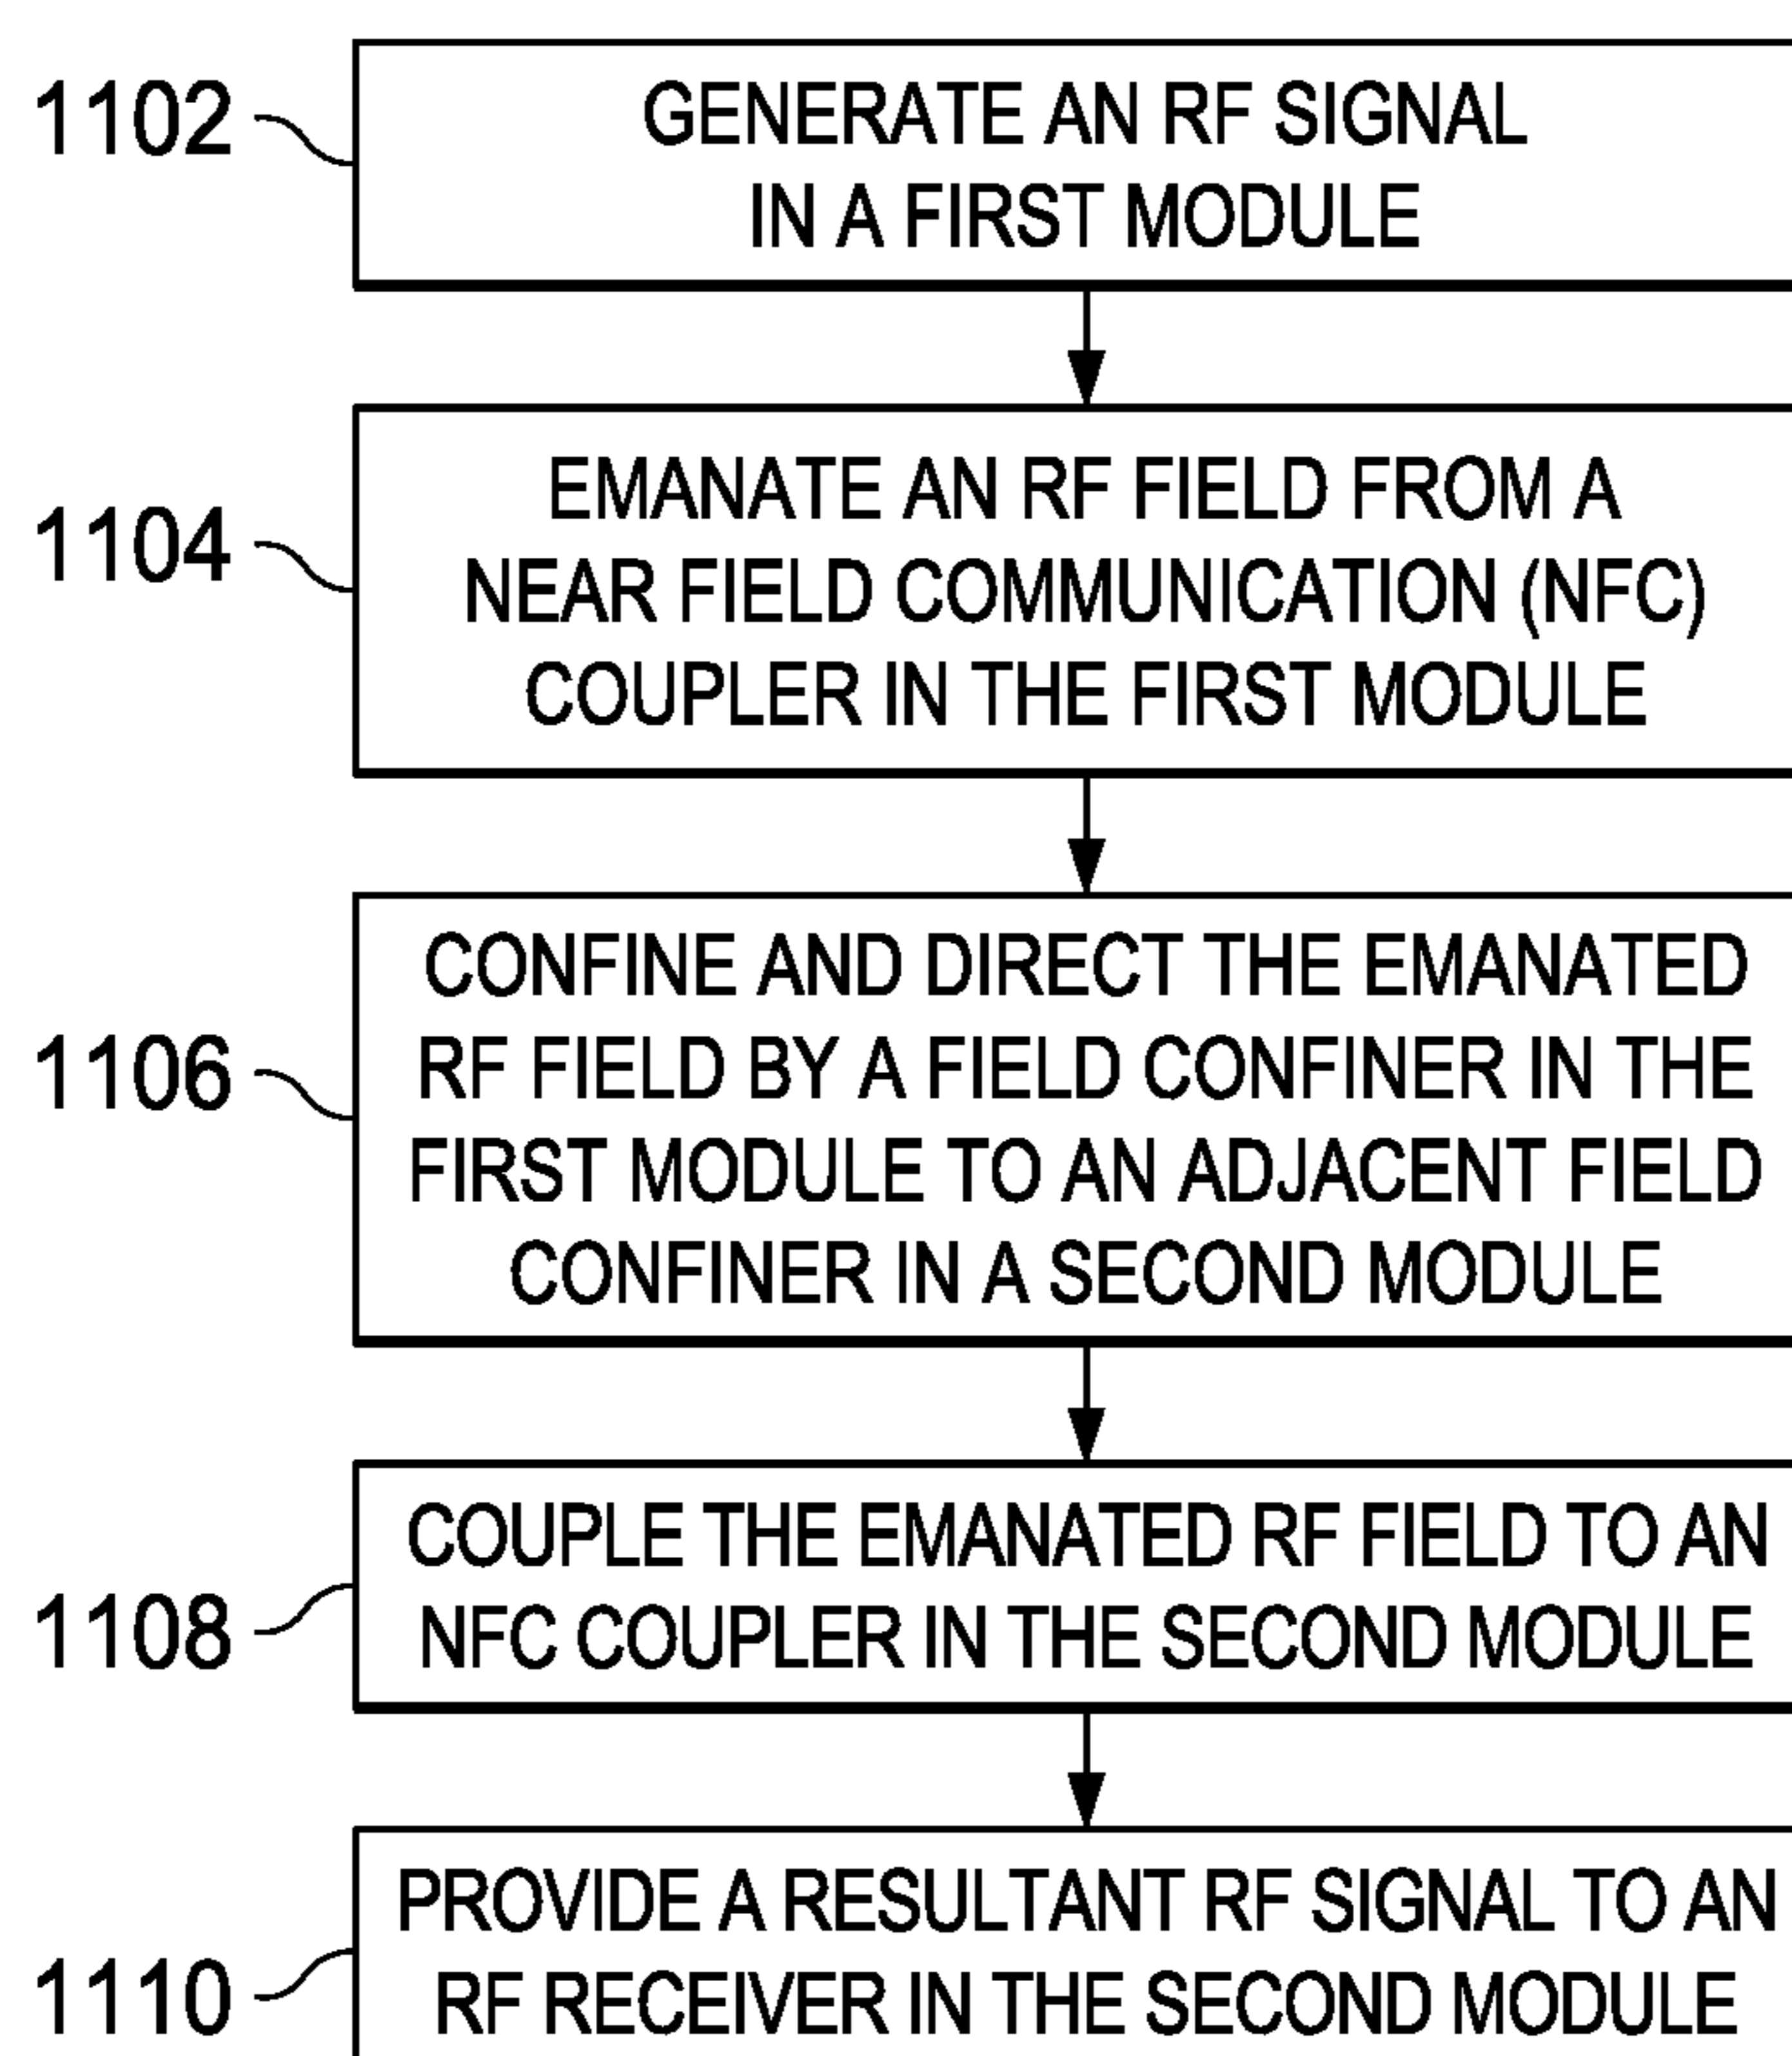 1102
GENERATE AN RF SIGNAL
IN A FIRST MODULE
1104
EMANATE AN RF FIELD FROM A
NEAR FIELD COMMUNICATION (NFC)
COUPLER IN THE FIRST MODULE
1106
CONFINE AND DIRECT THE EMANATED
RF FIELD BY A FIELD CONFINER IN THE
FIRST MODULE TO AN ADJACENT FIELD
CONFINER IN A SECOND MODULE
1108
COUPLE THE EMANATED RF FIELD TO AN
NFC COUPLER IN THE SECOND MODULE
1110
PROVIDE A RESULTANT RF SIGNAL TO AN
RF RECEIVER IN THE SECOND MODULE